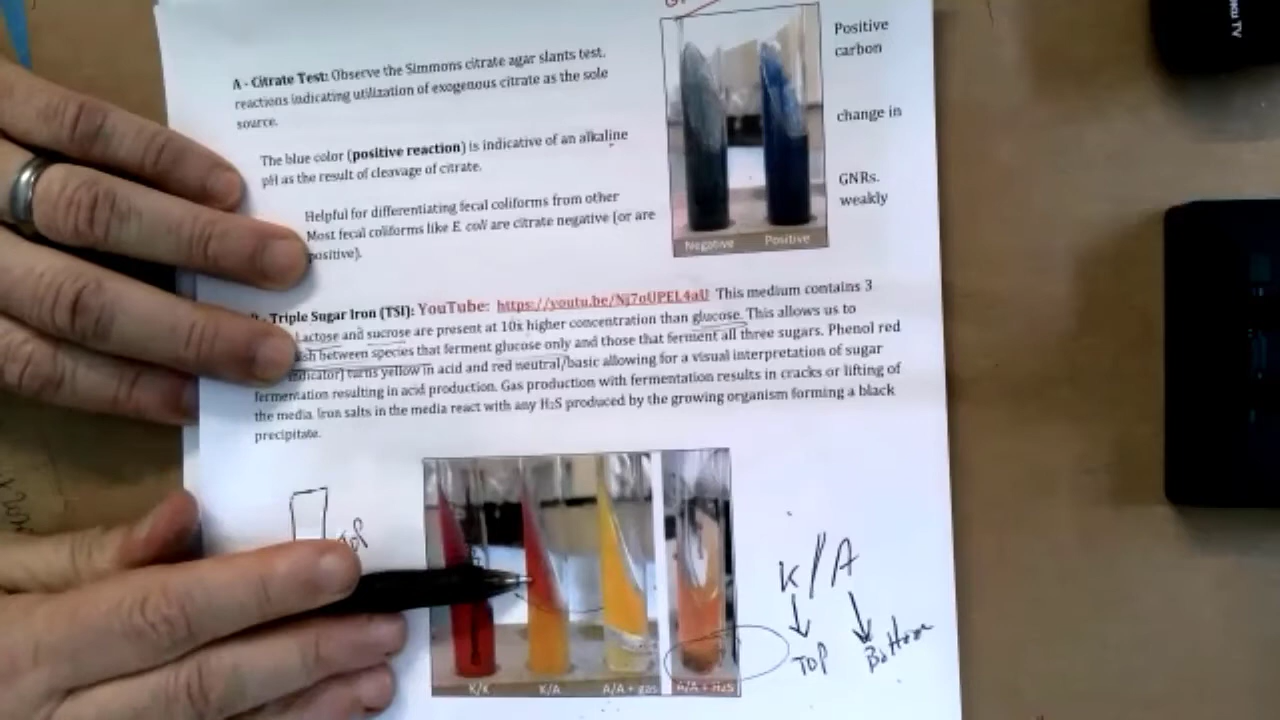 A - Citrate Test: Observe the Simmons citrate agar slants test. Positive
reactions indicating utilization of exogenous citrate as the sole carbon
source.
The blue color (positive reaction) is indicative of an alkaline change in
pH as the result of cleavage of citrate.
Helpful for differentiating fecal coliforms from other GNRs.
Most fecal coliforms like E. coli are citrate negative (or are weakly
positive).
Negative Positive
- Triple Sugar Iron (TSI): YouTube: https://youtu.be/Nj7oUPEL4aU This medium contains 3
Lactose and sucrose are present at 10x higher concentration than glucose. This allows us to
between species that ferment glucose only and those that ferment all three sugars. Phenol red
indicator) turns yellow in acid and red neutral/basic allowing for a visual interpretation of sugar
fermentation resulting in acid production. Gas production with fermentation results in cracks or lifting of
the media. Iron salts in the media react with any H₂S produced by the growing organism forming a black
precipitate.
K/K K/A A/A + gas A/A + H2S
K/A
TOP Bottom
ku TV